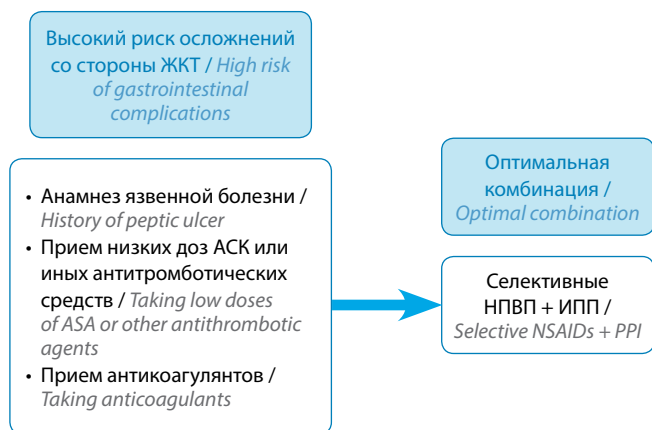 Высокий риск осложнений
со стороны ЖКТ / High risk
of gastrointestinal
complications
• Анамнез язвенной болезни /
History of peptic ulcer
• Прием низких доз АСК или
иных антитромботических
средств / Taking low doses
of ASA or other antithrombotic
agents
• Прием антикоагулянтов /
Taking anticoagulants
Оптимальная
комбинация /
Optimal combination
Селективные
НПВП + ИПП /
Selective NSAIDs + PPI